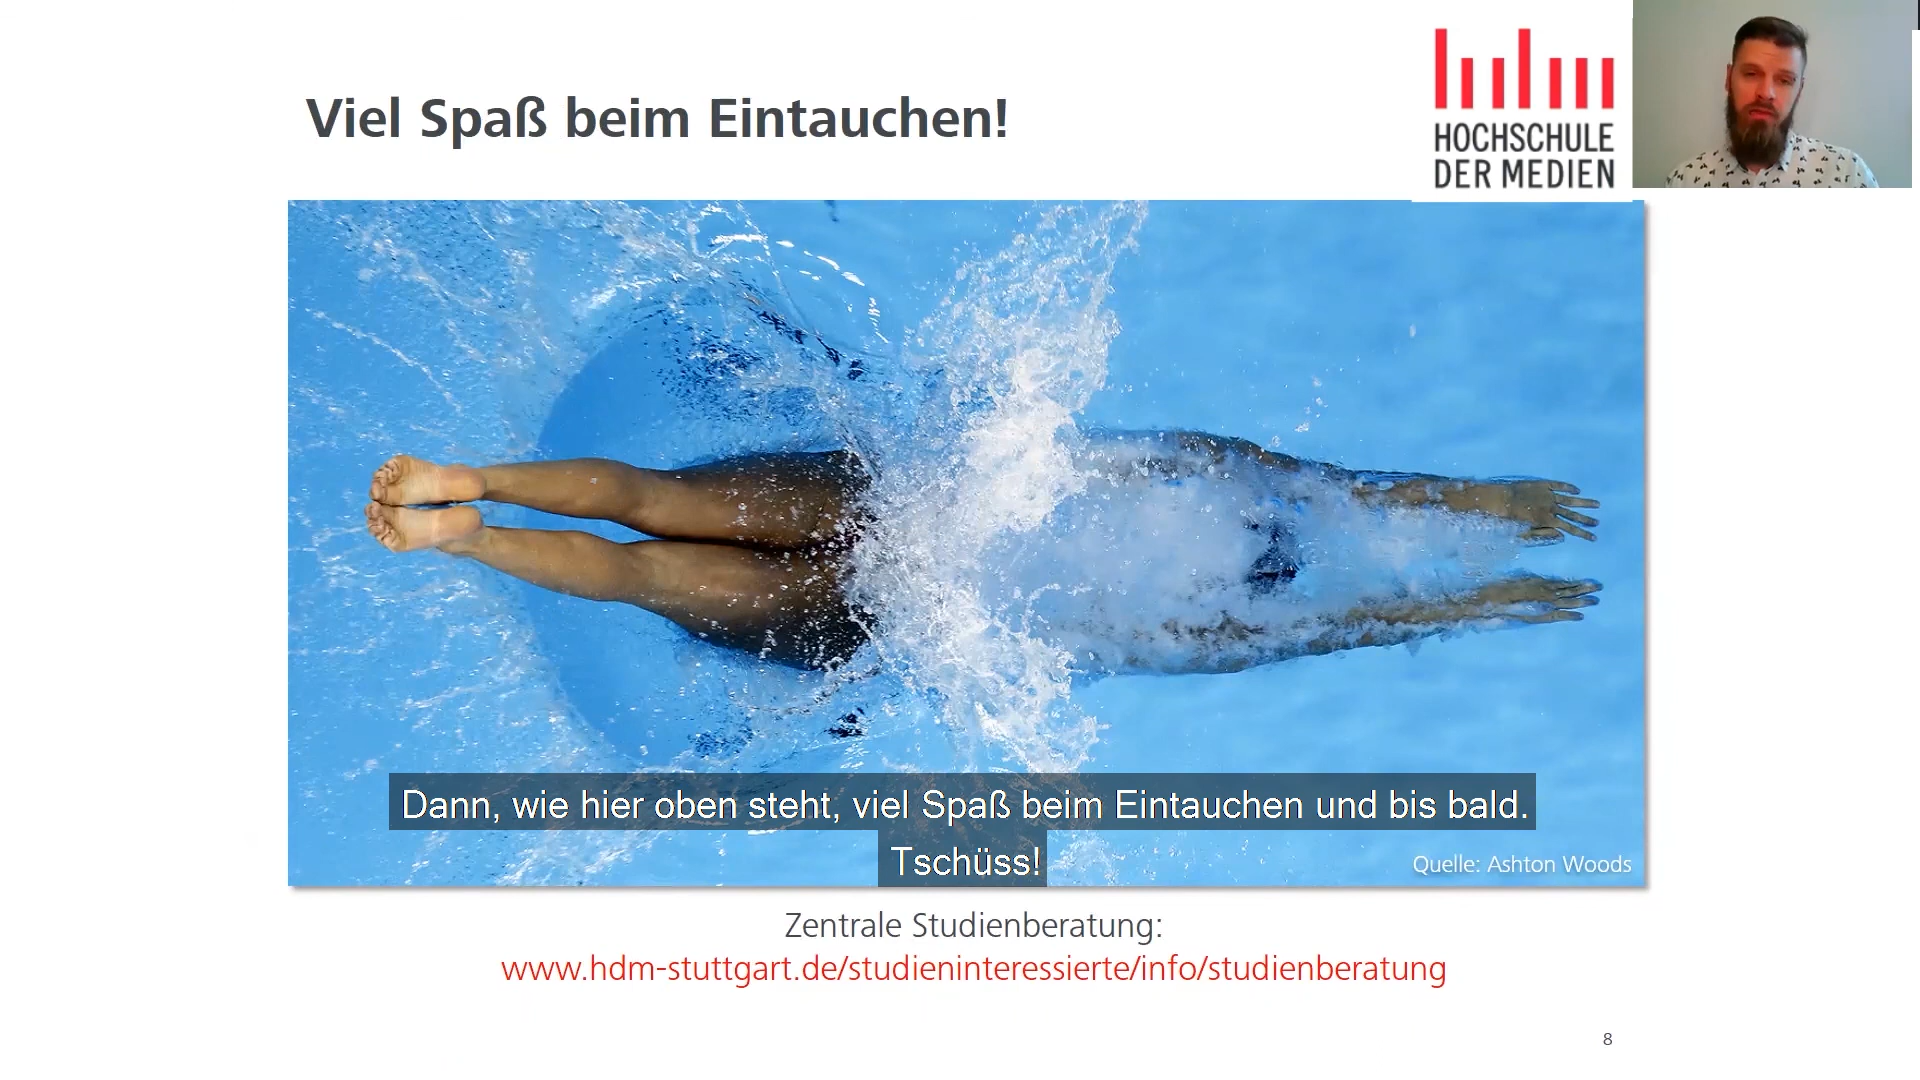 Viel Spaß beim Eintauchen!
HOCHSCHULE
DER MEDIEN
Dann, wie hier oben steht, viel Spaß beim Eintauchen und bis bald.
Tschüss!
Quelle: Ashton Woods
Zentrale Studienberatung:
www.hdm-stuttgart.de/studieninteressierte/info/studienberatung
8